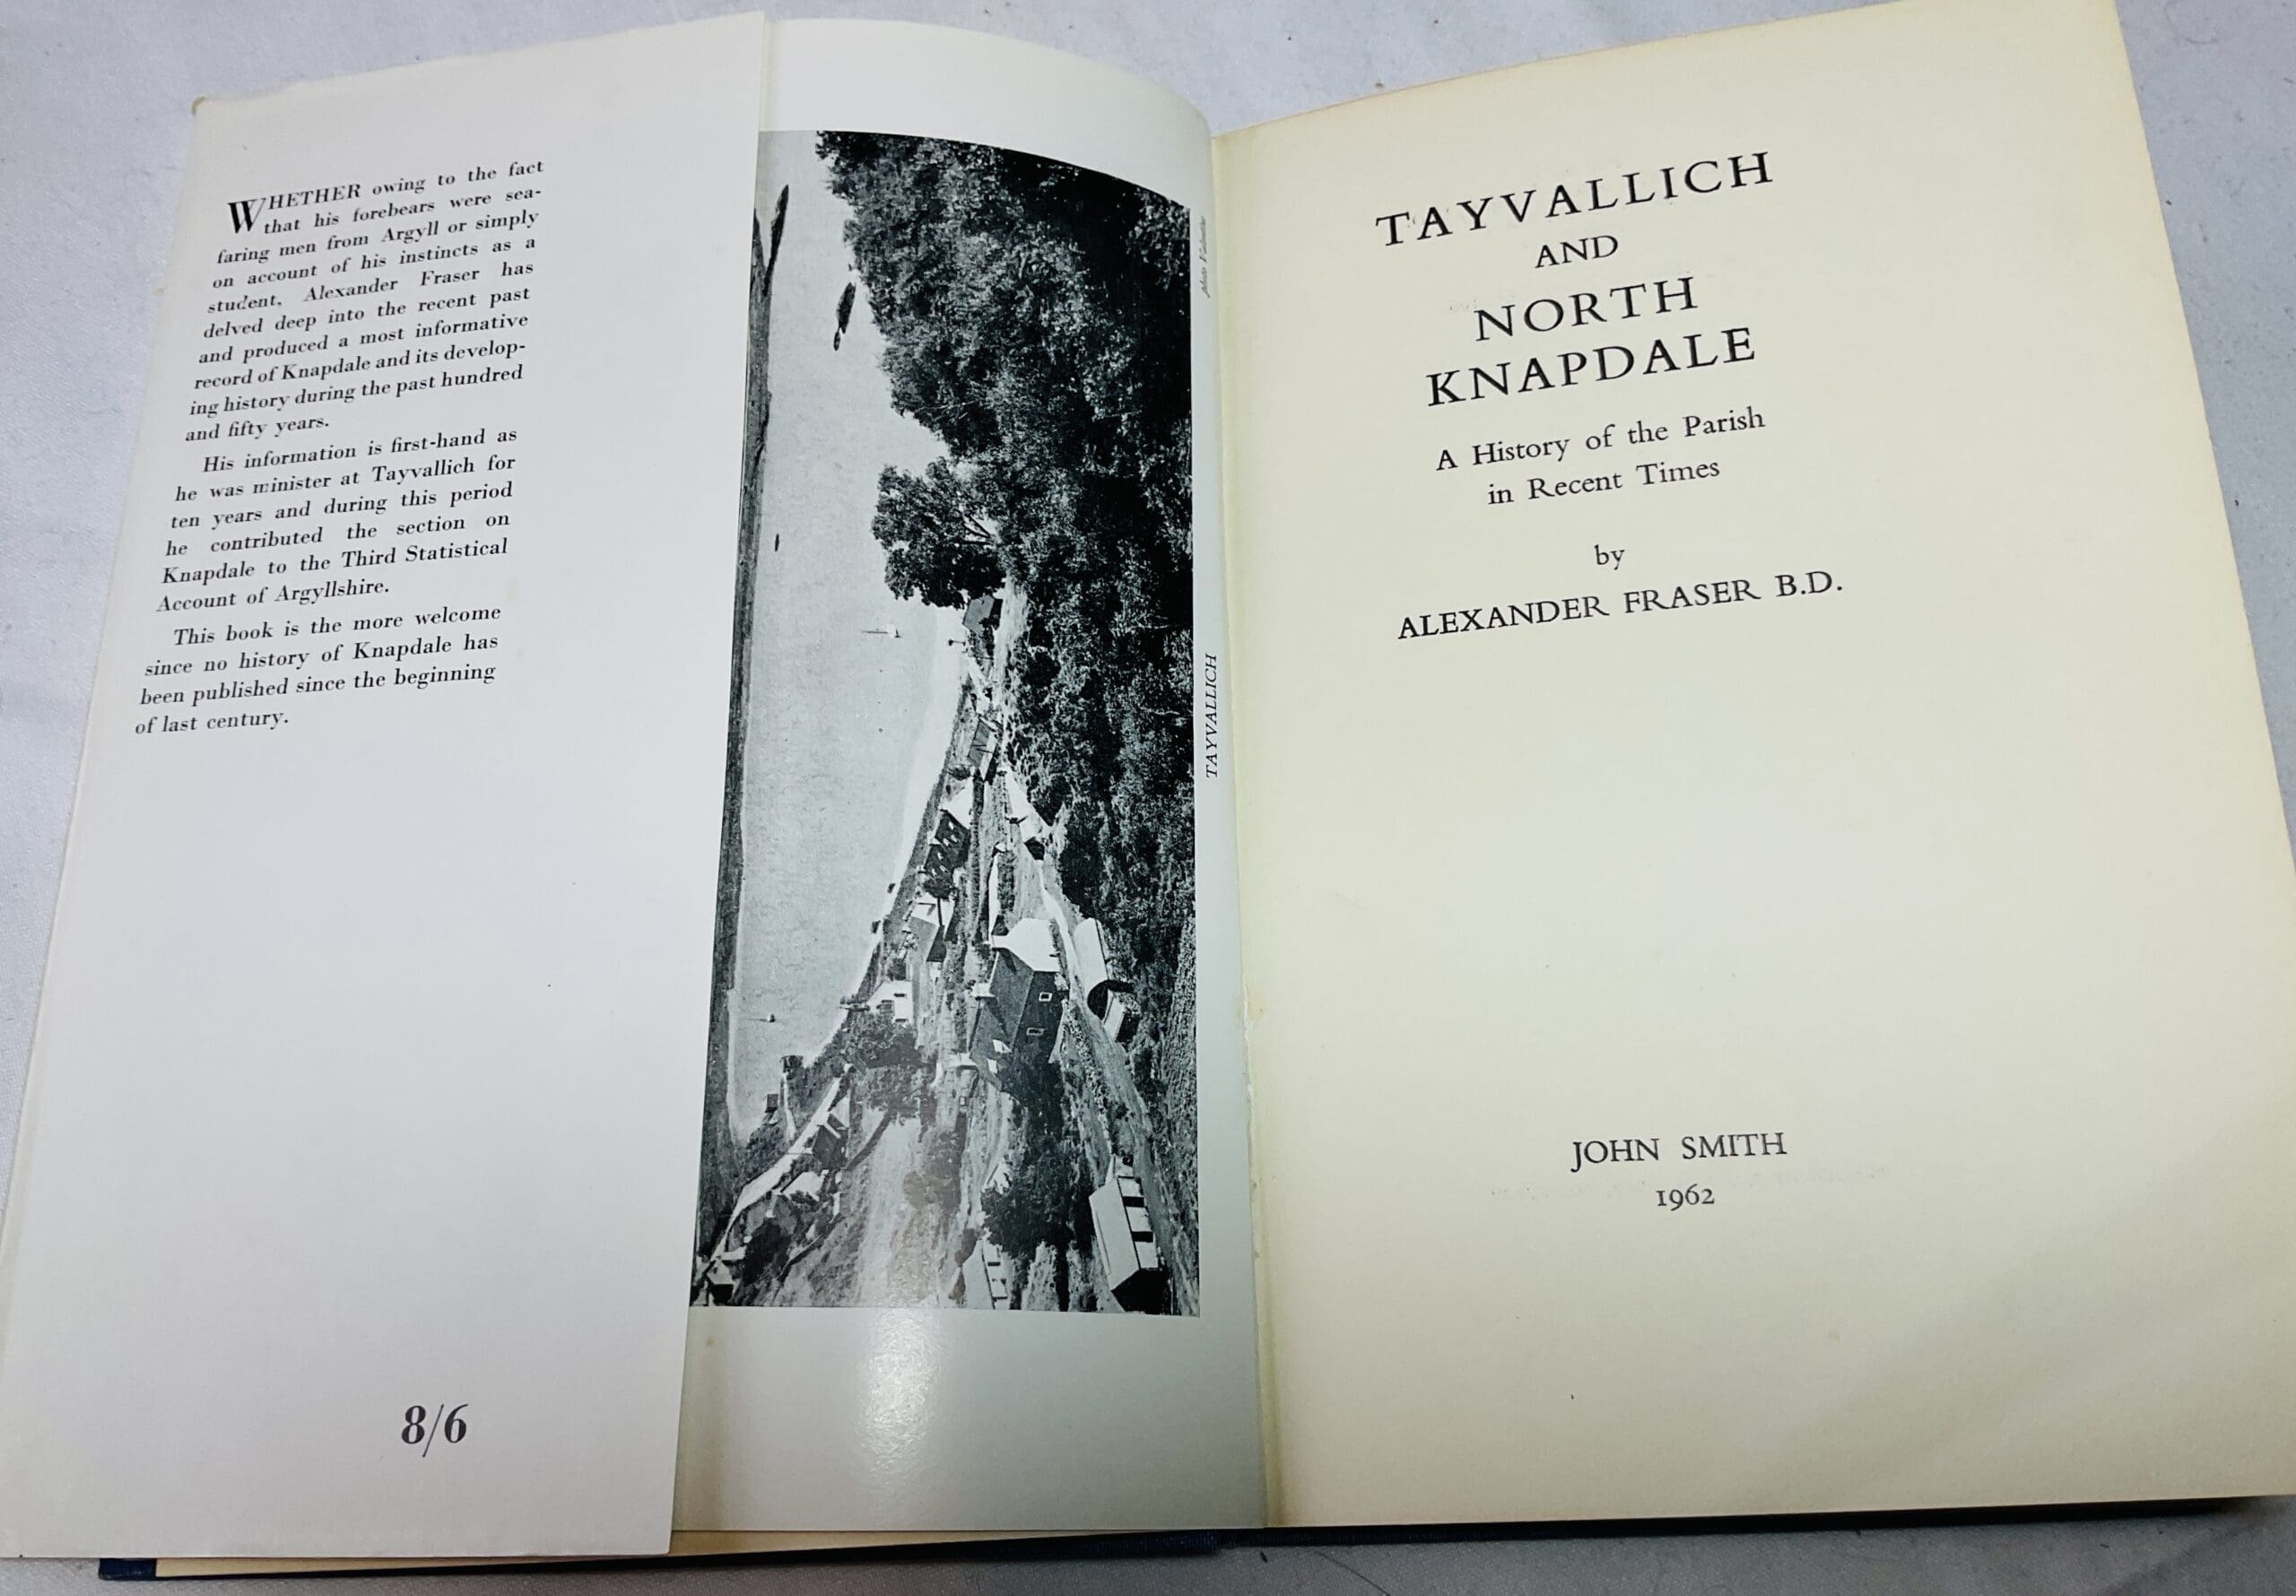 WHETHER owing to the fact
that his forebears were sea-
faring men from Argyll or simply
on account of his instincts as a
student, Alexander Fraser has
delved deep into the recent past
and produced a most informative
record of Knapdale and its develop-
ing history during the past hundred
and fifty years.
His information is first-hand as
he was minister at Tayvallich for
ten years and during this period
he contributed the section on
Knapdale to the Third Statistical
Account of Argyllshire.
This book is the more welcome
since no history of Knapdale has
been published since the beginning
of last century.
8/6
TAYVALLICH
TAYVALLICH
AND
NORTH
KNAPDALE
A History of the Parish
in Recent Times
by
ALEXANDER FRASER B.D.
JOHN SMITH
1962